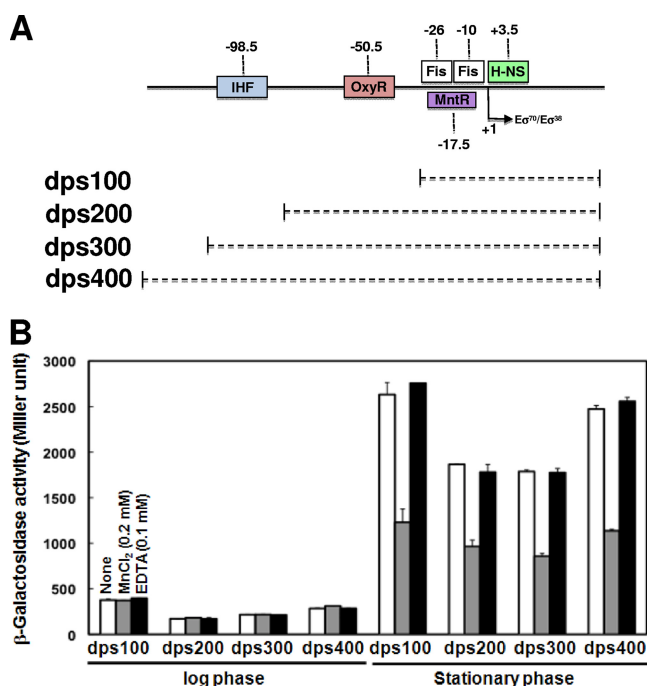 A
-98.5
-50.5
-26 -10 +3.5
IHF OxyR Fis Fis H-NS
MntR
+1
Eσ⁷⁰/Eσ³⁸
-17.5
dps100
dps200
dps300
dps400
B
β-Galactosidase activity (Miller unit)
3000
2500
2000
1500
1000
500
0
None
MnCl₂ (0.2 mM)
EDTA (0.1 mM)
dps100 dps200 dps300 dps400 dps100 dps200 dps300 dps400
log phase Stationary phase